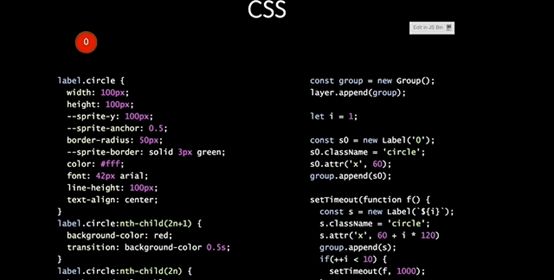 CSS
Edit in JS Bin
0
label.circle {
width: 100px;
height: 100px;
--sprite-y: 100px;
--sprite-anchor: 0.5;
border-radius: 50px;
--sprite-border: solid 3px green;
color: #fff;
font: 42px arial;
line-height: 100px;
text-align: center;
}
label.circle:nth-child(2n+1) {
background-color: red;
transition: background-color 0.5s;
}
label.circle:nth-child(2n) {
const group = new Group();
layer.append(group);
let i = 1;
const s0 = new Label('0');
s0.className = 'circle';
s0.attr('x', 60);
group.append(s0);
setTimeout(function f() {
const s = new Label(`${i}`);
s.className = 'circle';
s.attr('x', 60 + i * 120)
group.append(s);
if(++i < 10) {
setTimeout(f, 1000);